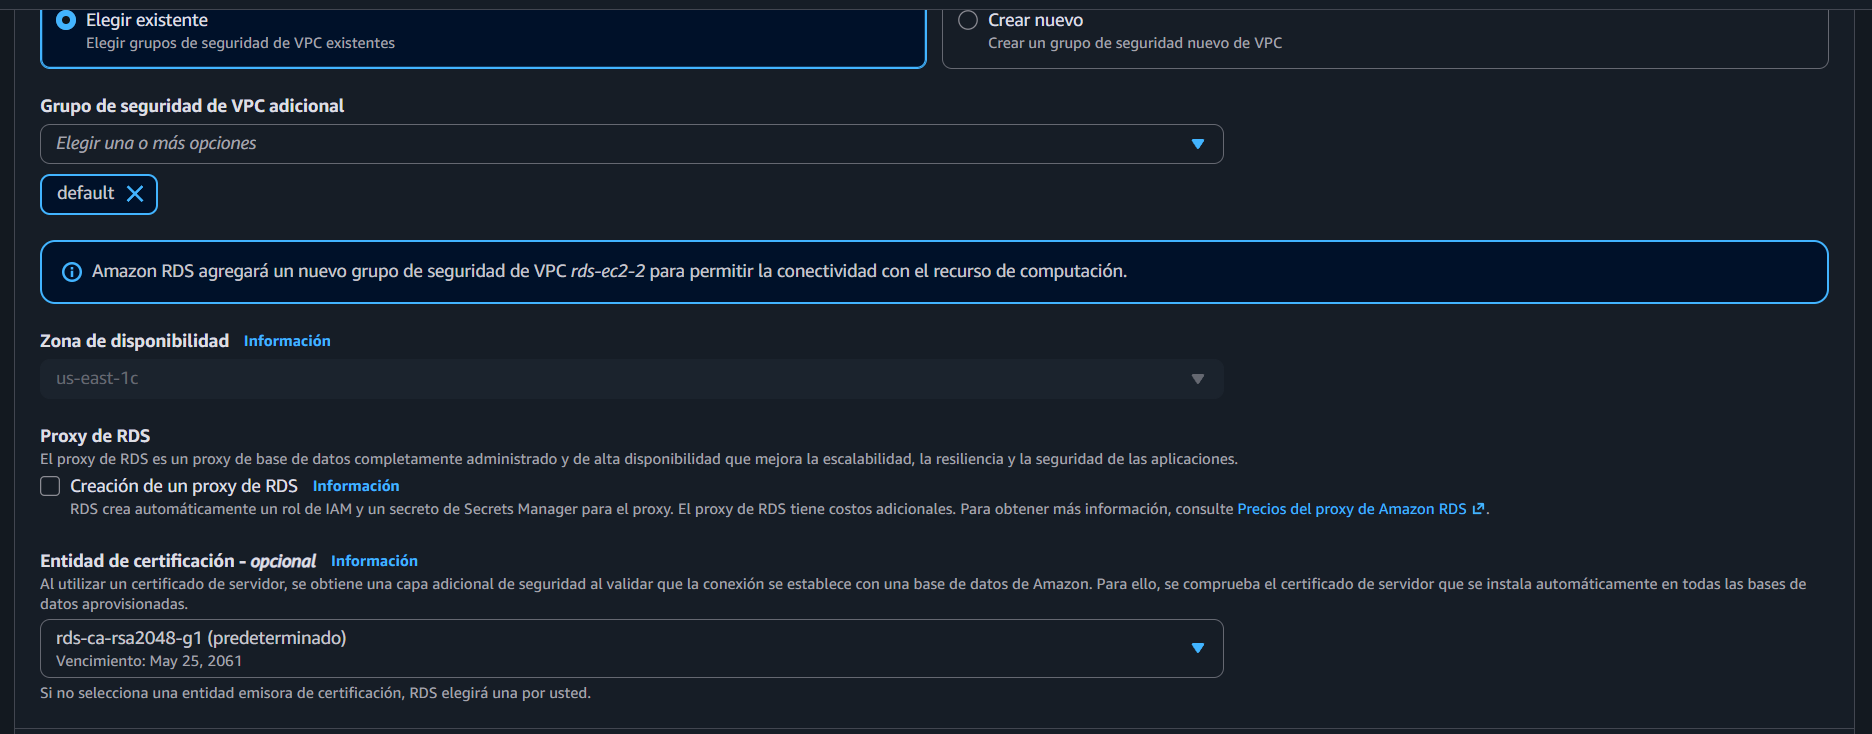 Elegir existente
Elegir grupos de seguridad de VPC existentes
Crear nuevo
Crear un grupo de seguridad nuevo de VPC
Grupo de seguridad de VPC adicional
Elegir una o más opciones
default
Amazon RDS agregará un nuevo grupo de seguridad de VPC rds-ec2-2 para permitir la conectividad con el recurso de computación.
Zona de disponibilidad Información
us-east-1c
Proxy de RDS
El proxy de RDS es un proxy de base de datos completamente administrado y de alta disponibilidad que mejora la escalabilidad, la resiliencia y la seguridad de las aplicaciones.
Creación de un proxy de RDS Información
RDS crea automáticamente un rol de IAM y un secreto de Secrets Manager para el proxy. El proxy de RDS tiene costos adicionales. Para obtener más información, consulte Precios del proxy de Amazon RDS.
Entidad de certificación - opcional Información
Al utilizar un certificado de servidor, se obtiene una capa adicional de seguridad al validar que la conexión se establece con una base de datos de Amazon. Para ello, se comprueba el certificado de servidor que se instala automáticamente en todas las bases de
datos aprovisionadas.
rds-ca-rsa2048-g1 (predeterminado)
Vencimiento: May 25, 2061
Si no selecciona una entidad emisora de certificación, RDS elegirá una por usted.